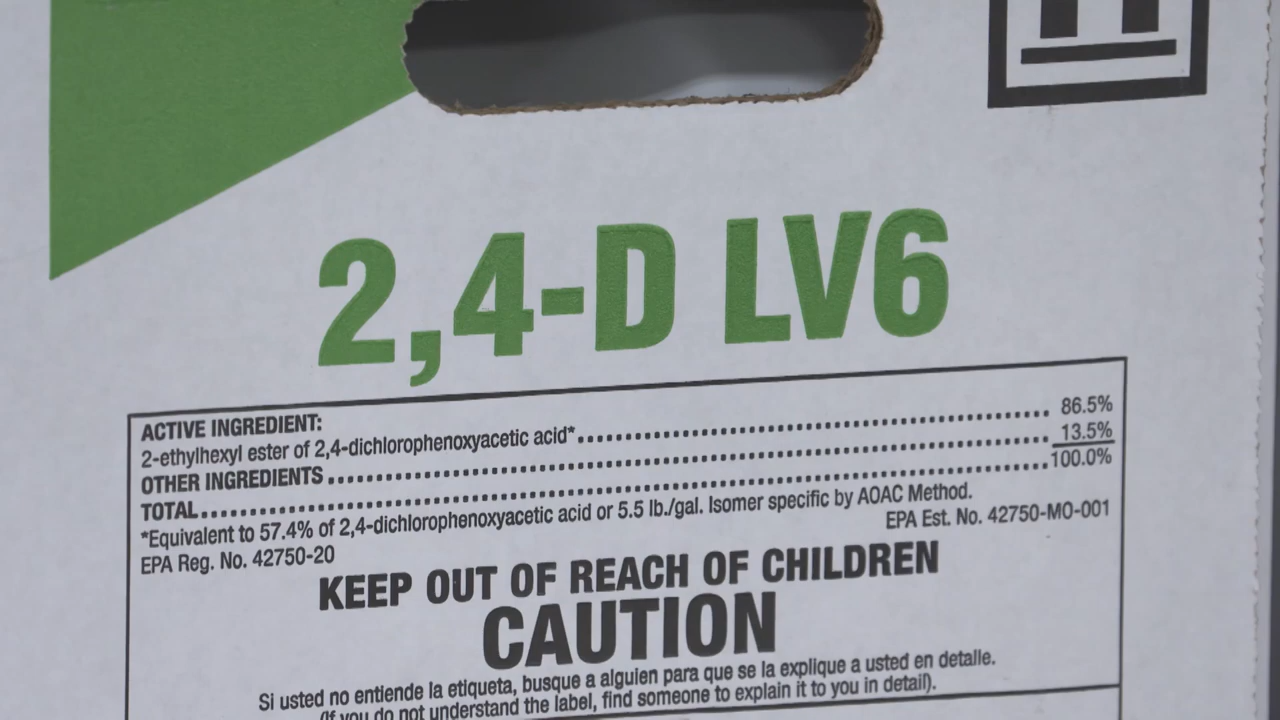 2,4-D LV6
ACTIVE INGREDIENT:
2-ethylhexyl ester of 2,4-dichlorophenoxyacetic acid*........................................ 86.5%
OTHER INGREDIENTS ........................................ 13.5%
TOTAL ........................................ 100.0%
*Equivalent to 57.4% of 2,4-dichlorophenoxyacetic acid or 5.5 lb./gal. Isomer specific by AOAC Method.
EPA Reg. No. 42750-20 EPA Est. No. 42750-MO-001
KEEP OUT OF REACH OF CHILDREN
CAUTION
Si usted no entiende la etiqueta, busque a alguien para que se la explique a usted en detalle.
(If you do not understand the label, find someone to explain it to you in detail).